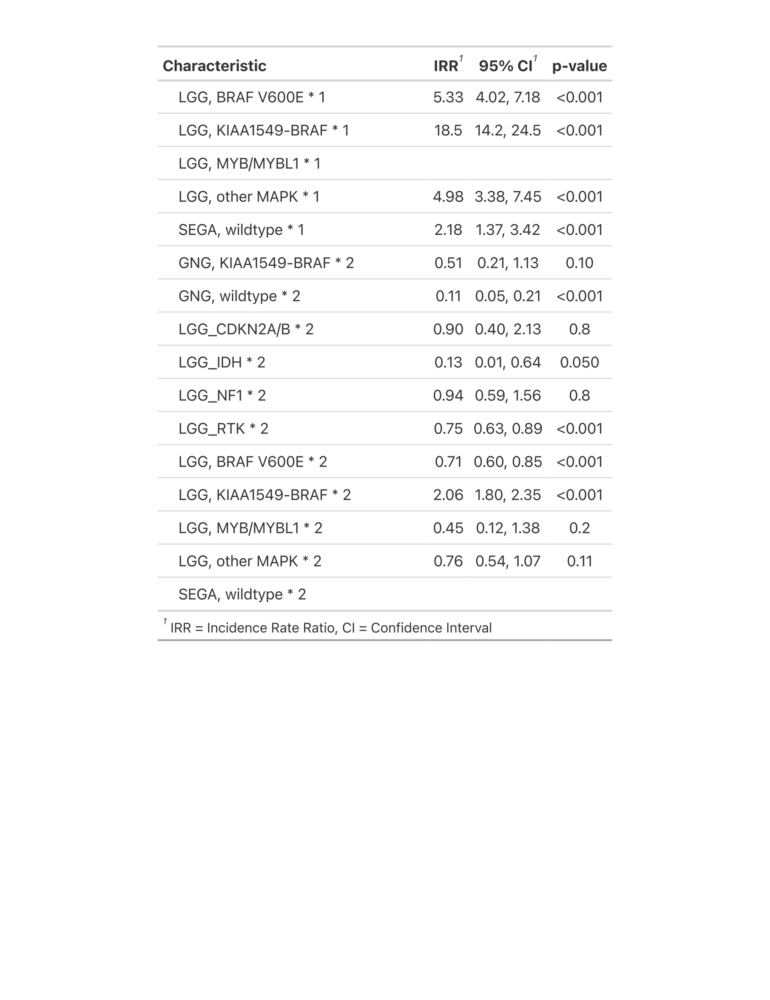 Characteristic IRR1 95% CI1 p-value
LGG, BRAF V600E * 1 5.33 4.02, 7.18 <0.001
LGG, KIAA1549-BRAF * 1 18.5 14.2, 24.5 <0.001
LGG, MYB/MYBL1 * 1
LGG, other MAPK * 1 4.98 3.38, 7.45 <0.001
SEGA, wildtype * 1 2.18 1.37, 3.42 <0.001
GNG, KIAA1549-BRAF * 2 0.51 0.21, 1.13 0.10
GNG, wildtype * 2 0.11 0.05, 0.21 <0.001
LGG_CDKN2A/B * 2 0.90 0.40, 2.13 0.8
LGG_IDH * 2 0.13 0.01, 0.64 0.050
LGG_NF1 * 2 0.94 0.59, 1.56 0.8
LGG_RTK * 2 0.75 0.63, 0.89 <0.001
LGG, BRAF V600E * 2 0.71 0.60, 0.85 <0.001
LGG, KIAA1549-BRAF * 2 2.06 1.80, 2.35 <0.001
LGG, MYB/MYBL1 * 2 0.45 0.12, 1.38 0.2
LGG, other MAPK * 2 0.76 0.54, 1.07 0.11
SEGA, wildtype * 2
1 IRR = Incidence Rate Ratio, CI = Confidence Interval